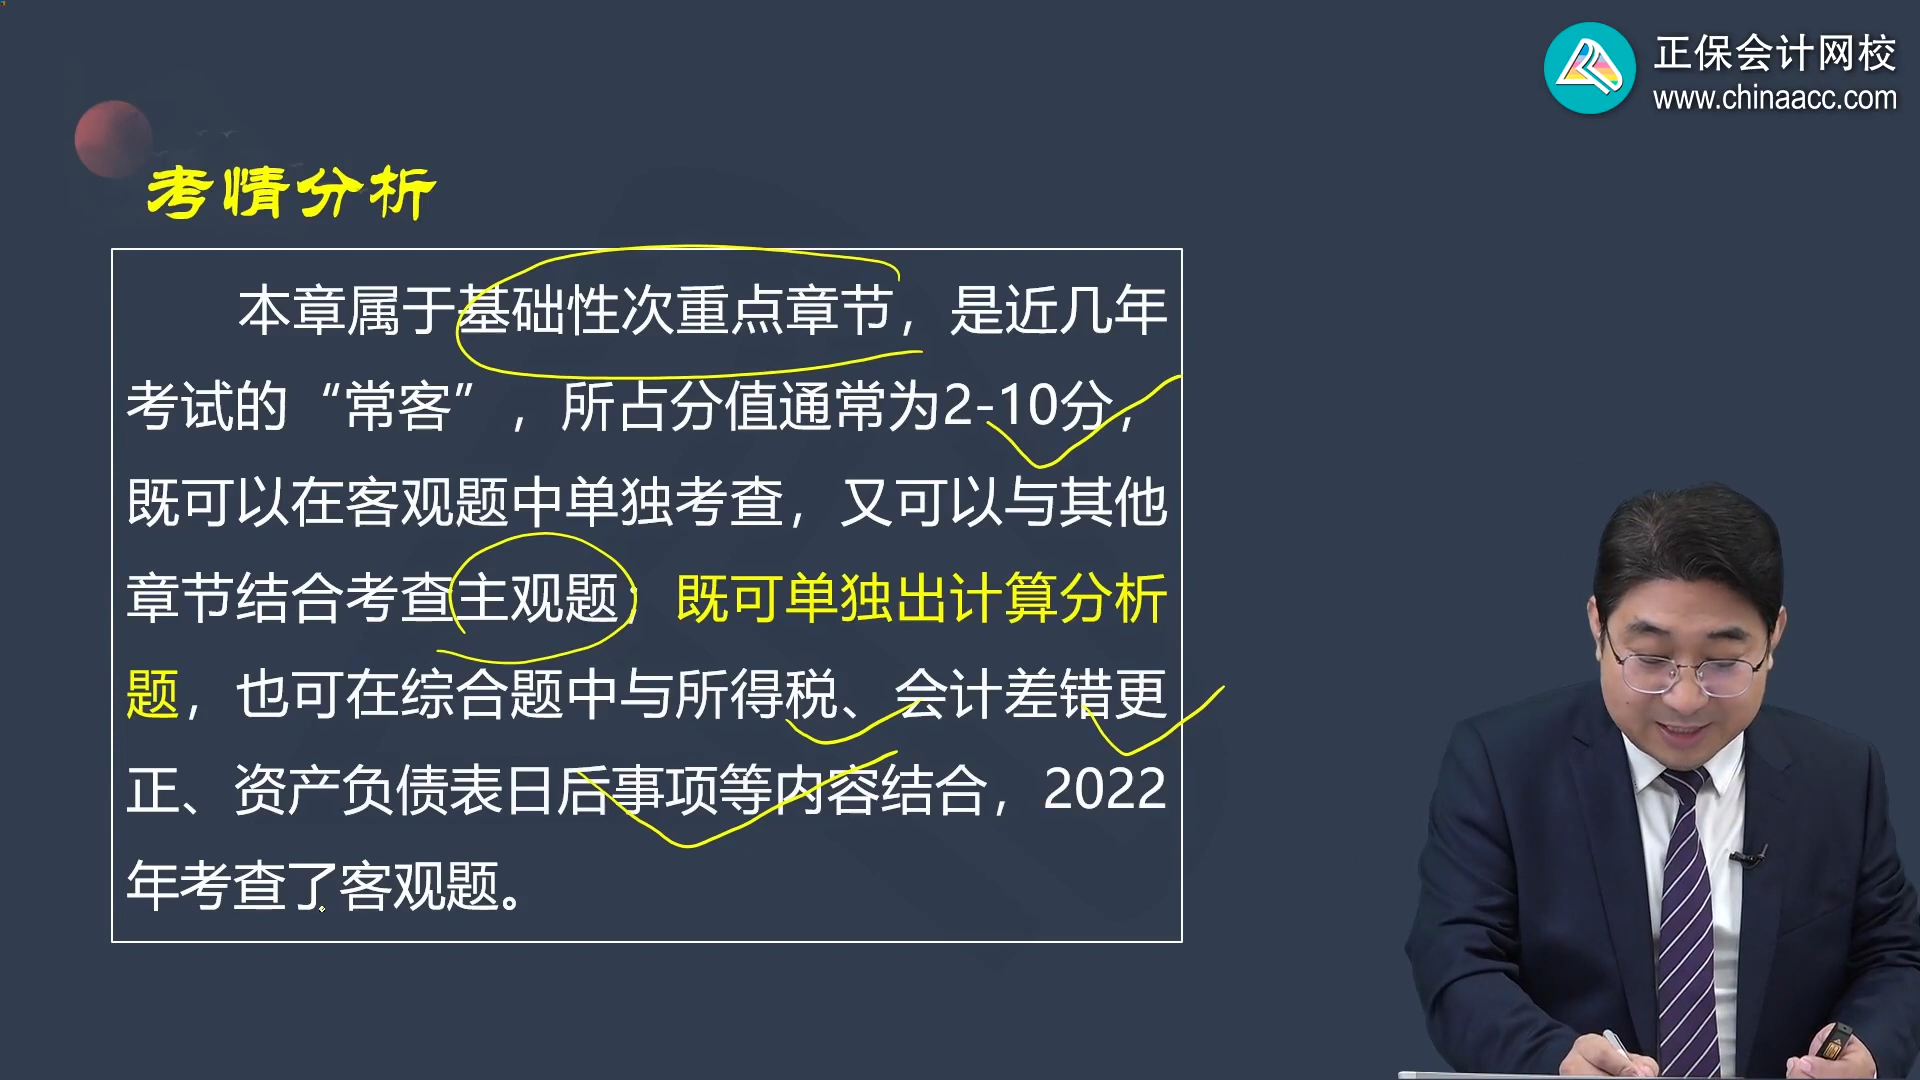 正保会计网校
www.chinaacc.com
考情分析
本章属于基础性次重点章节，是近几年
考试的“常客”，所占分值通常为2-10分，
既可以在客观题中单独考查，又可以与其他
章节结合考查主观题；既可单独出计算分析
题，也可在综合题中与所得税、会计差错更
正、资产负债表日后事项等内容结合，2022
年考查了客观题。